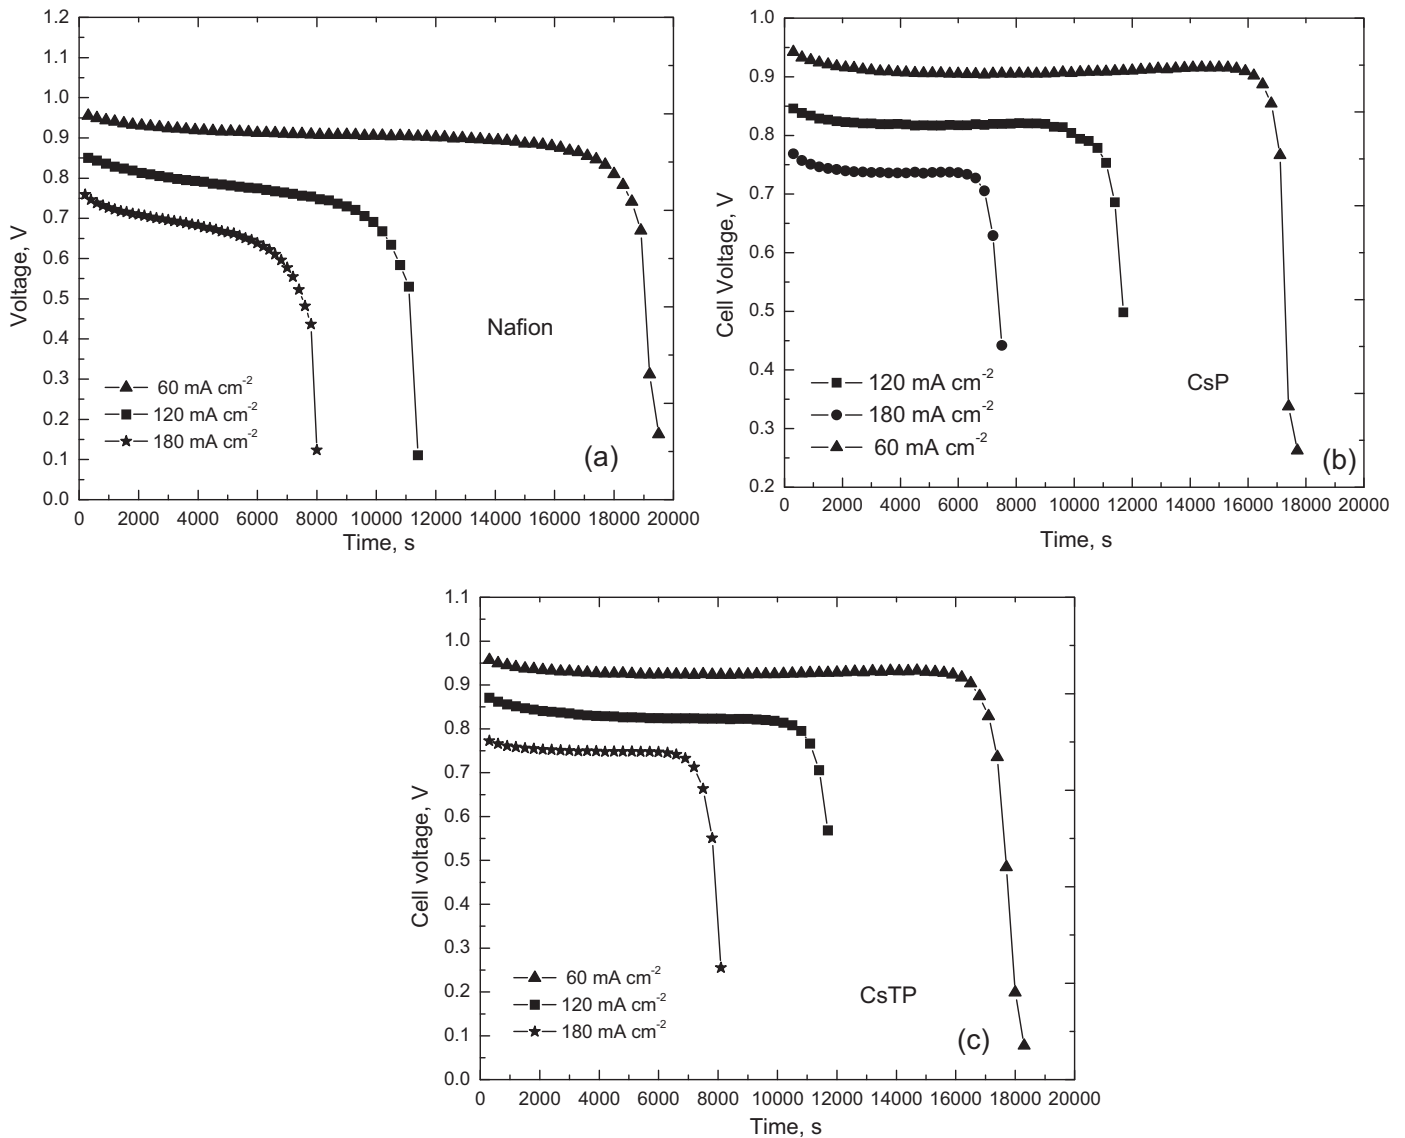 1.2
1.1
1.0
0.9
0.8
0.7
0.6
0.5
0.4
0.3
0.2
0.1
0.0
Voltage, V
Nafion
60 mA cm-2
120 mA cm-2
180 mA cm-2
(a)
0 2000 4000 6000 8000 10000 12000 14000 16000 18000 20000
Time, s
1.0
0.9
0.8
0.7
0.6
0.5
0.4
0.3
0.2
Cell Voltage, V
120 mA cm-2
180 mA cm-2
60 mA cm-2
CsP
(b)
0 2000 4000 6000 8000 10000 12000 14000 16000 18000 20000
Time, s
1.1
1.0
0.9
0.8
0.7
0.6
0.5
0.4
0.3
0.2
0.1
0.0
Cell voltage, V
60 mA cm-2
120 mA cm-2
180 mA cm-2
CsTP
(c)
0 2000 4000 6000 8000 10000 12000 14000 16000 18000 20000
Time, s